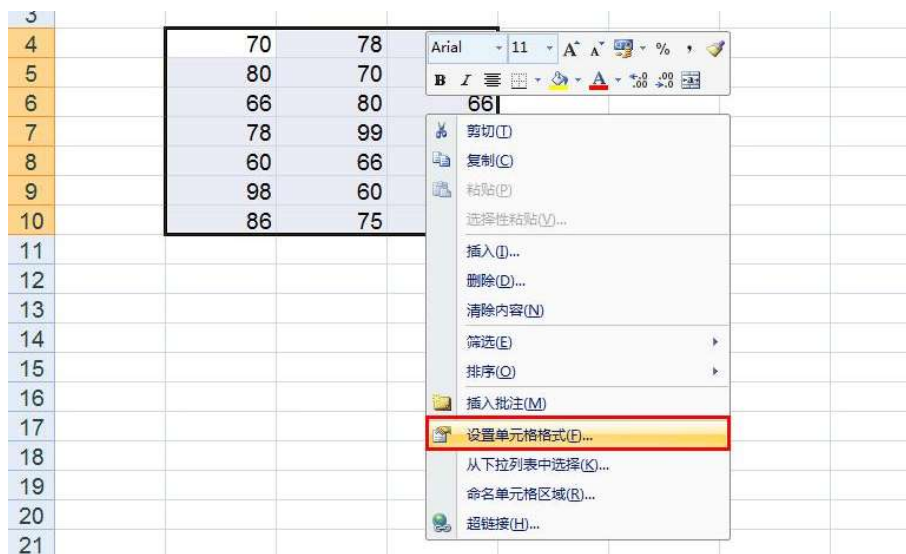 3
4 70 78 Arial 11 A A % ,
5 80 70 B I A .00 .00
6 66 80 66
7 78 99 剪切(T)
8 60 66 复制(C)
9 98 60 粘贴(P)
10 86 75 选择性粘贴(V)...
11 插入(I)...
12 删除(D)...
13 清除内容(N)
14 筛选(E)
15 排序(O)
16 插入批注(M)
17 设置单元格格式(F)...
18 从下拉列表中选择(K)...
19 命名单元格区域(R)...
20 超链接(H)...
21